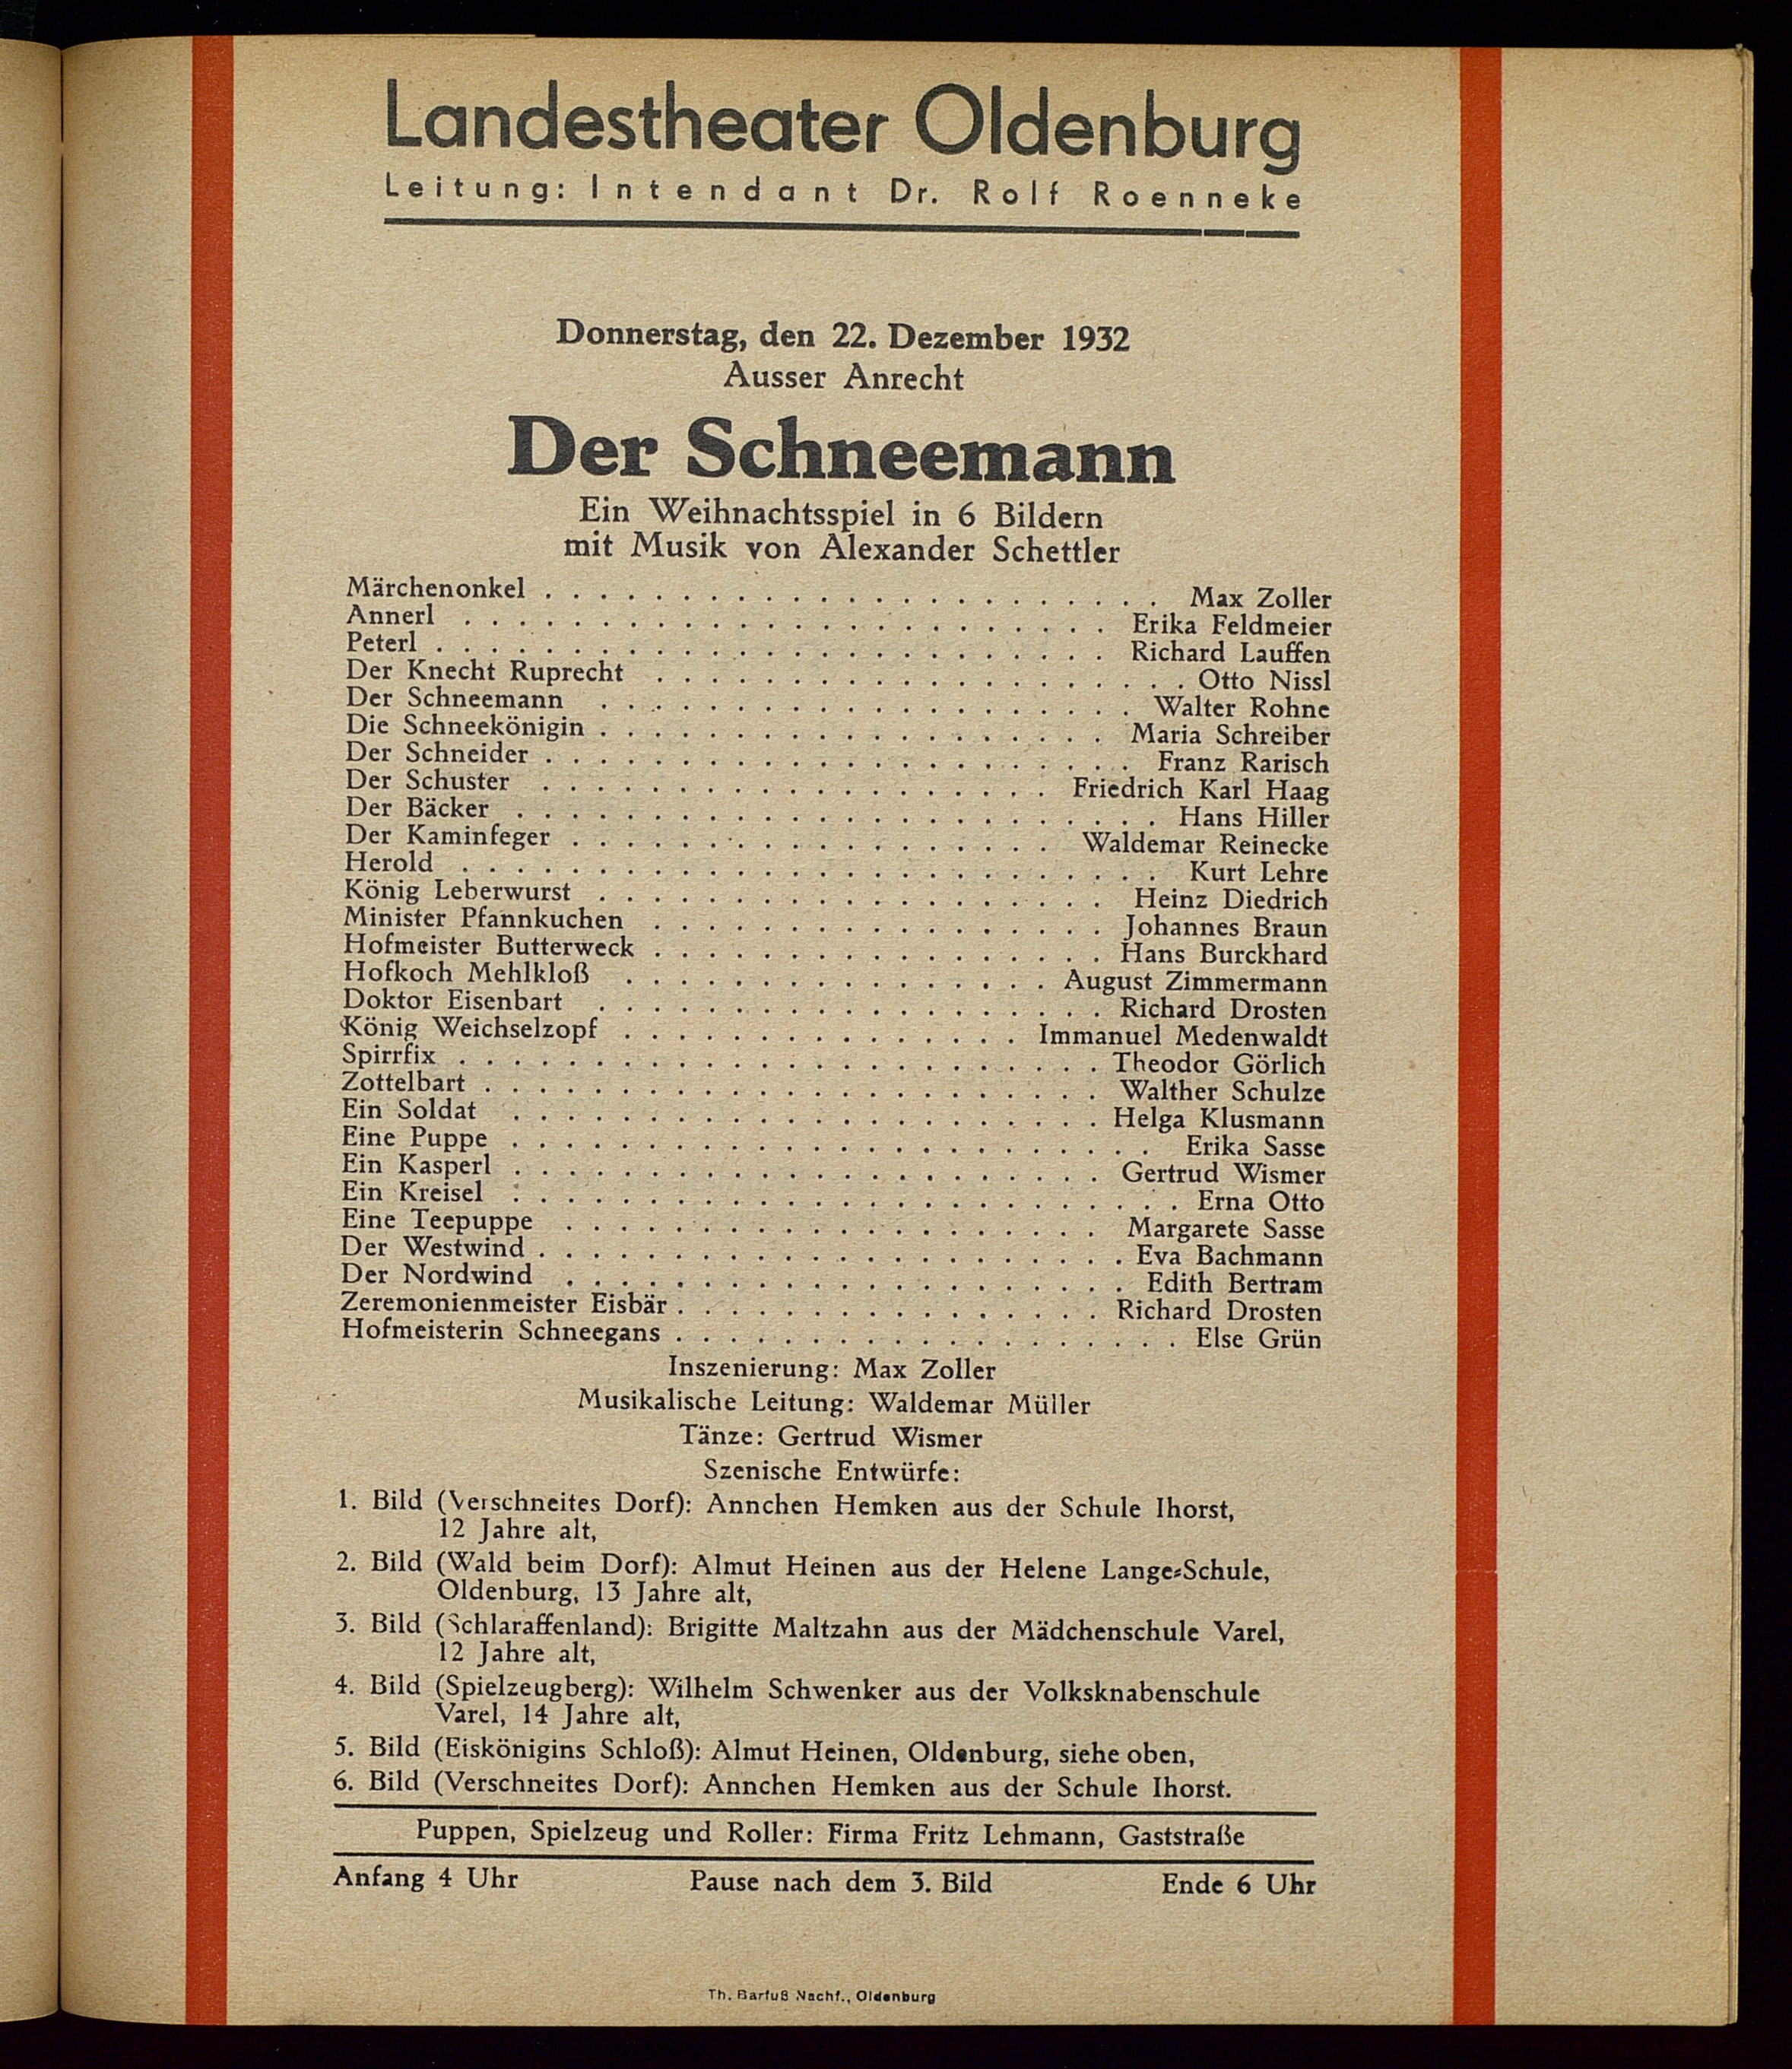 Landestheater Oldenburg
Leitung: Intendant Dr. Rolf Roenneke
Donnerstag, den 22. Dezember 1932
Ausser Anrecht
Der Schneemann
Ein Weihnachtsspiel in 6 Bildern
mit Musik von Alexander Schettler
Märchenonkel . . . . . . . . . . . . . . . . . . . . . . . Max Zoller
Annerl . . . . . . . . . . . . . . . . . . . . . . . . Erika Feldmeier
Peterl . . . . . . . . . . . . . . . . . . . . . . . . . Richard Lauffen
Der Knecht Ruprecht . . . . . . . . . . . . . . . . . . . . Otto Nissl
Der Schneemann . . . . . . . . . . . . . . . . . . . . Walter Rohne
Die Schneekönigin . . . . . . . . . . . . . . . . . . . Maria Schreiber
Der Schneider . . . . . . . . . . . . . . . . . . . . . . Franz Rarisch
Der Schuster . . . . . . . . . . . . . . . . . . . Friedrich Karl Haag
Der Bäcker . . . . . . . . . . . . . . . . . . . . . . . . Hans Hiller
Der Kaminfeger . . . . . . . . . . . . . . . . . . Waldemar Reinecke
Herold . . . . . . . . . . . . . . . . . . . . . . . . . . Kurt Lehre
König Leberwurst . . . . . . . . . . . . . . . . . . . Heinz Diedrich
Minister Pfannkuchen . . . . . . . . . . . . . . . . . Johannes Braun
Hofmeister Butterweck . . . . . . . . . . . . . . . . . Hans Burckhard
Hofkoch Mehlkloß . . . . . . . . . . . . . . . . August Zimmermann
Doktor Eisenbart . . . . . . . . . . . . . . . . . . . Richard Drosten
König Weichselzopf . . . . . . . . . . . . . . . Immanuel Medenwaldt
Spirrfix . . . . . . . . . . . . . . . . . . . . . . . . Theodor Görlich
Zottelbart . . . . . . . . . . . . . . . . . . . . . . . Walther Schulze
Ein Soldat . . . . . . . . . . . . . . . . . . . . . . Helga Klusmann
Eine Puppe . . . . . . . . . . . . . . . . . . . . . . . . Erika Sasse
Ein Kasperl . . . . . . . . . . . . . . . . . . . . . . Gertrud Wismer
Ein Kreisel . . . . . . . . . . . . . . . . . . . . . . . . . Erna Otto
Eine Teepuppe . . . . . . . . . . . . . . . . . . . . Margarete Sasse
Der Westwind . . . . . . . . . . . . . . . . . . . . . . Eva Bachmann
Der Nordwind . . . . . . . . . . . . . . . . . . . . . Edith Bertram
Zeremonienmeister Eisbär . . . . . . . . . . . . . . . . Richard Drosten
Hofmeisterin Schneegans . . . . . . . . . . . . . . . . . . . Else Grün
Inszenierung: Max Zoller
Musikalische Leitung: Waldemar Müller
Tänze: Gertrud Wismer
Szenische Entwürfe:
1. Bild (Verschneites Dorf): Annchen Hemken aus der Schule Ihorst,
12 Jahre alt,
2. Bild (Wald beim Dorf): Almut Heinen aus der Helene Lange-Schule,
Oldenburg, 13 Jahre alt,
3. Bild (Schlaraffenland): Brigitte Maltzahn aus der Mädchenschule Varel,
12 Jahre alt,
4. Bild (Spielzeugberg): Wilhelm Schwenker aus der Volksknabenschule
Varel, 14 Jahre alt,
5. Bild (Eiskönigins Schloß): Almut Heinen, Oldenburg, siehe oben,
6. Bild (Verschneites Dorf): Annchen Hemken aus der Schule Ihorst.
Puppen, Spielzeug und Roller: Firma Fritz Lehmann, Gaststraße
Anfang 4 Uhr Pause nach dem 3. Bild Ende 6 Uhr
Th. Barfuß Nachf., Oldenburg